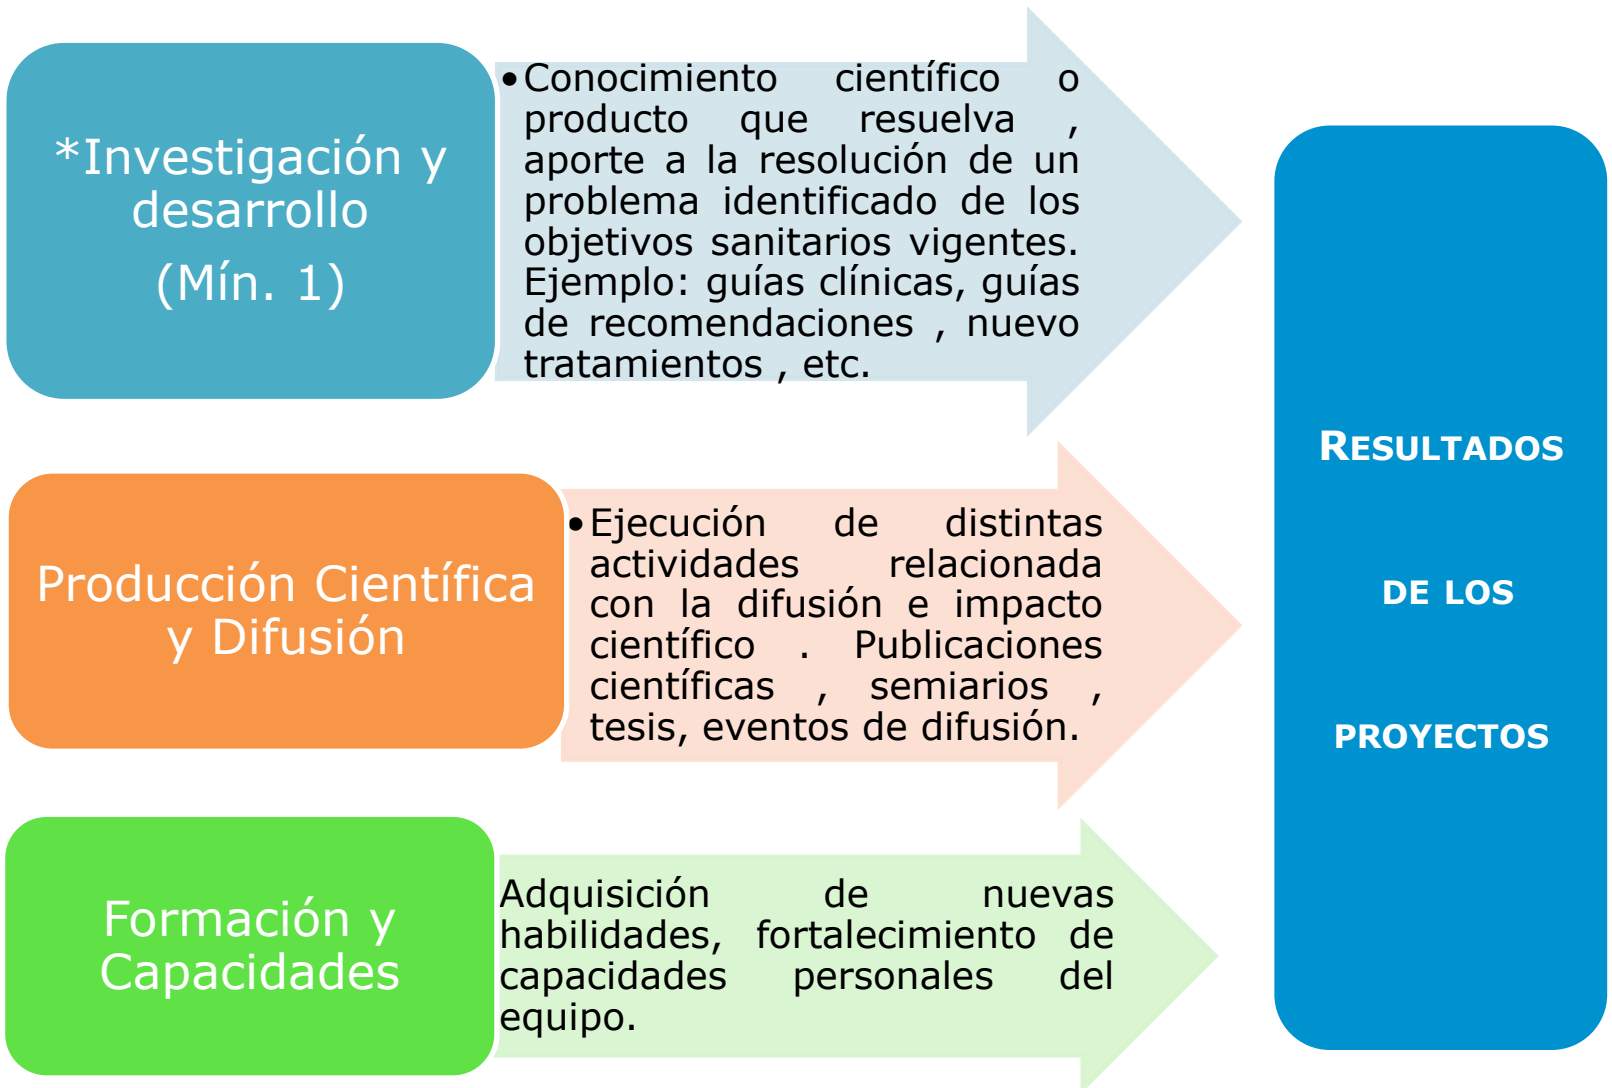 *Investigación y
desarrollo
(Mín. 1)
•Conocimiento científico o
producto que resuelva ,
aporte a la resolución de un
problema identificado de los
objetivos sanitarios vigentes.
Ejemplo: guías clínicas, guías
de recomendaciones , nuevo
tratamientos , etc.
Producción Científica
y Difusión
•Ejecución de distintas
actividades relacionada
con la difusión e impacto
científico . Publicaciones
científicas , semiarios ,
tesis, eventos de difusión.
Formación y
Capacidades
Adquisición de nuevas
habilidades, fortalecimiento de
capacidades personales del
equipo.
RESULTADOS
DE LOS
PROYECTOS